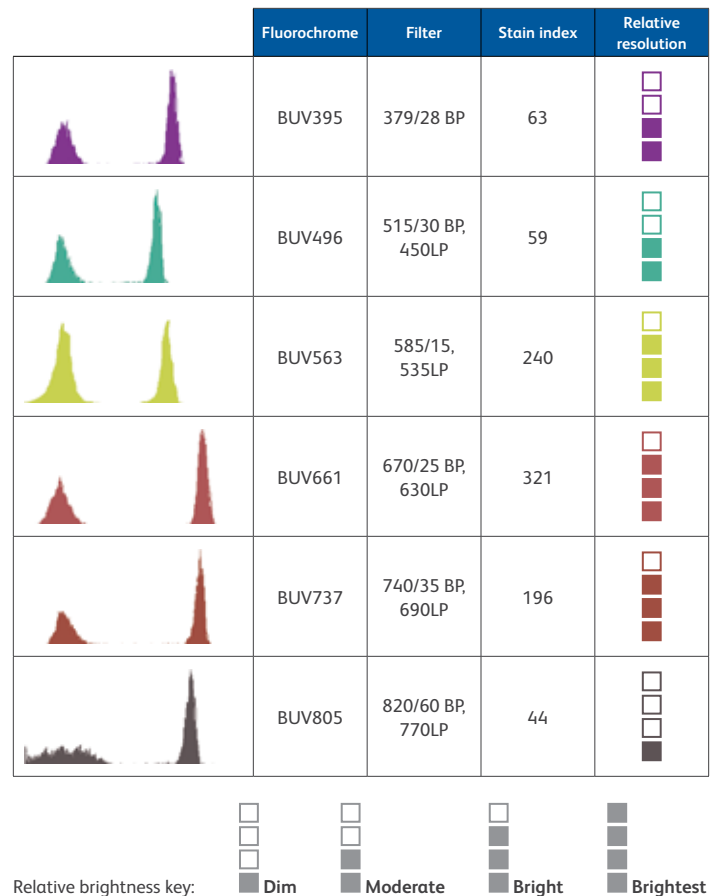 Fluorochrome Filter Stain index Relative
resolution
BUV395 379/28 BP 63
BUV496 515/30 BP,
450LP 59
BUV563 585/15,
535LP 240
BUV661 670/25 BP,
630LP 321
BUV737 740/35 BP,
690LP 196
BUV805 820/60 BP,
770LP 44
Relative brightness key: Dim Moderate Bright Brightest